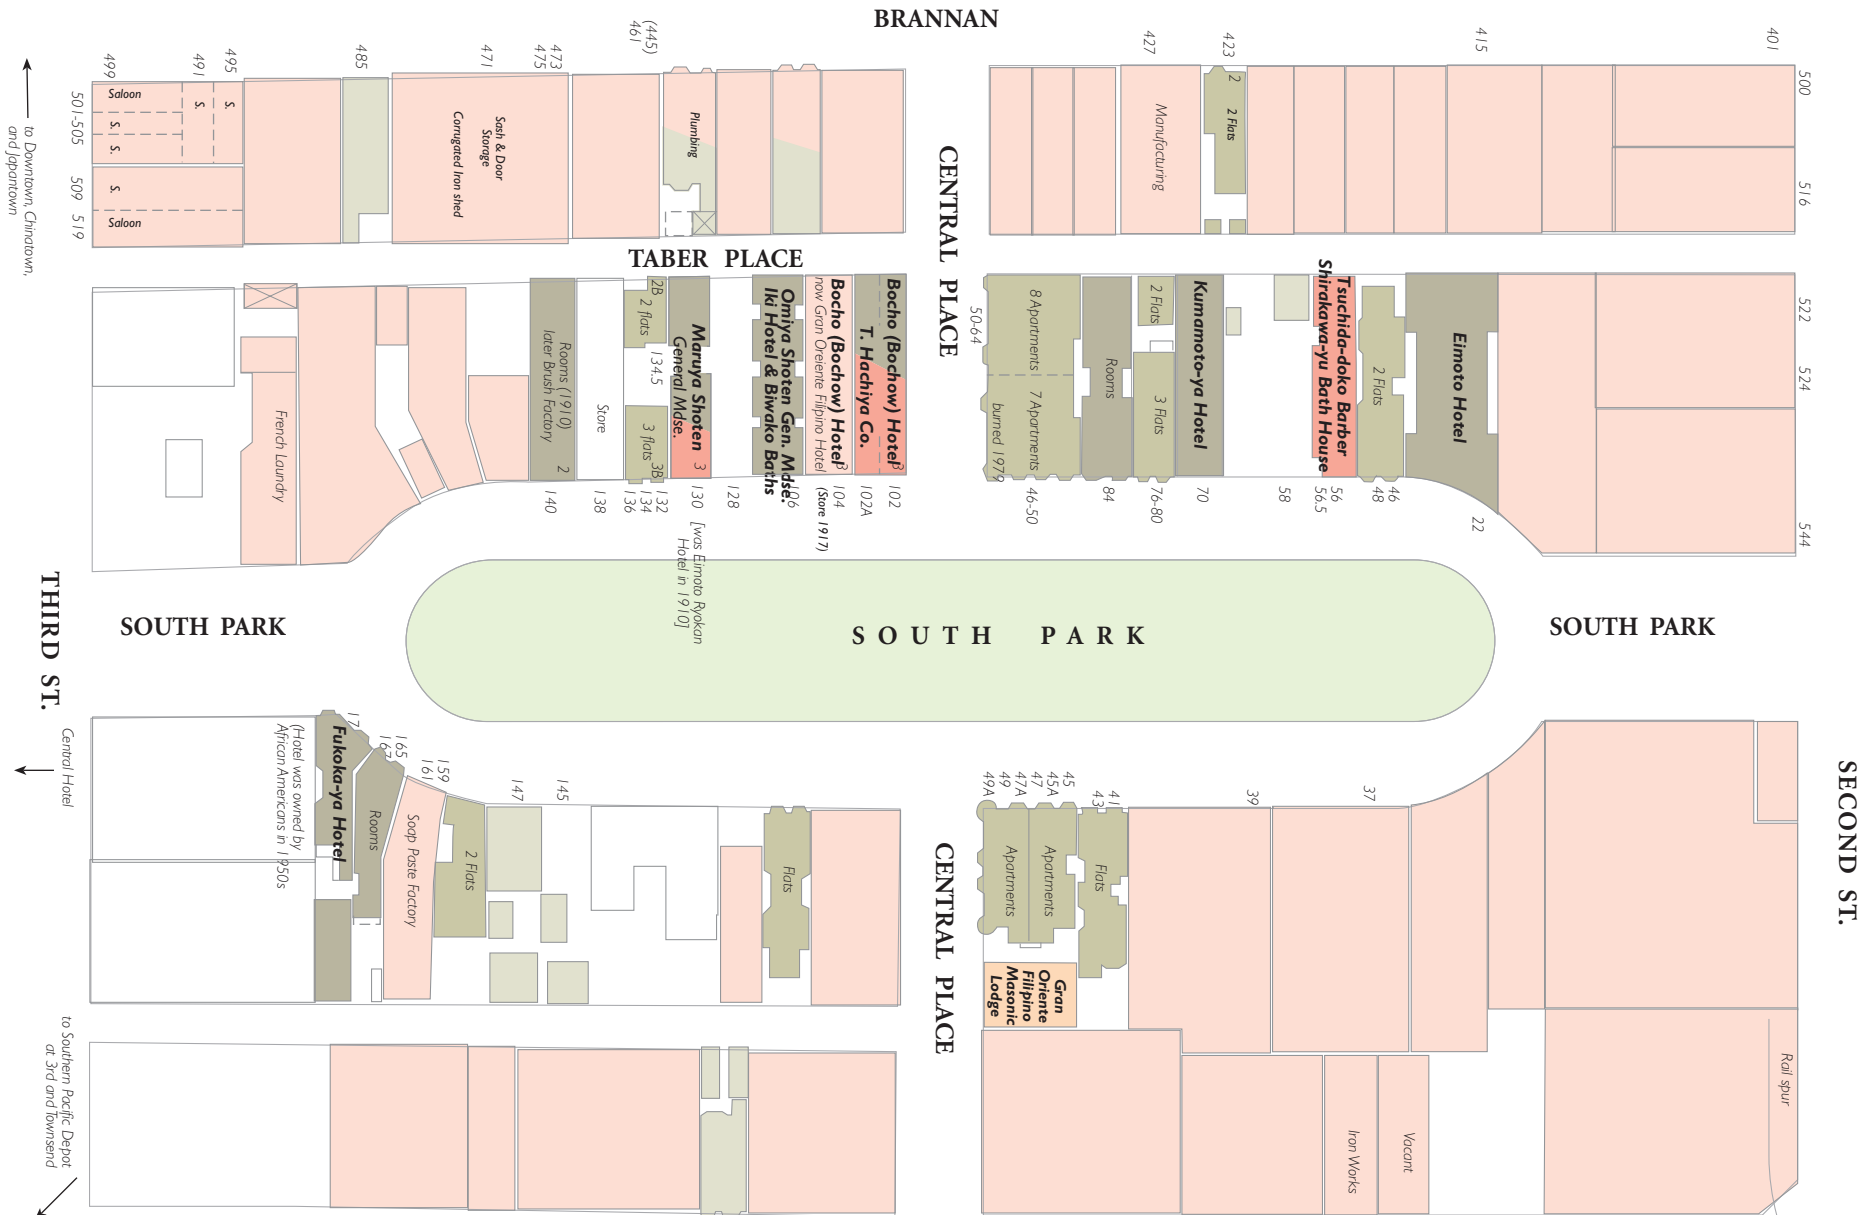 BRANNAN
499
491
495
485
471
473
475
(445)
461
427
423
415
401
501-505
509
519
Saloon
S.
S.
S.
S.
S.
Saloon
Sash & Door
Storage
Corrugated Iron shed
Plumbing
Manufacturing
2
2 Flats
500
516
to Downtown, Chinatown,
and Japantown
TABER PLACE
CENTRAL PLACE
French Laundry
Rooms (1910)
later Brush Factory
2
Store
2B
2 flats
134.5
3 flats
3B
Maruya Shoten
General Mdse.
3
Omiya Shoten Gen. Mdse.
Iki Hotel & Biwako Baths
Bocho (Bochow) Hotel
now Gran Oreiente Filipino Hotel
3
Bocho (Bochow) Hotel
T. Hachiya Co.
3
140
138
136
134
132
130
[was Eimoto Ryokan
Hotel in 1910]
128
106
104
(Store 1917)
102A
102
50-64
8 Apartments
7 Apartments
burned 1979
Rooms
2 Flats
3 Flats
Kumamoto-ya Hotel
Tsuchida-doko Barber
Shirakawa-yu Bath House
2 Flats
Eimoto Hotel
46-50
84
76-80
70
58
56
56.5
46
48
22
522
524
544
THIRD ST.
SOUTH PARK
SOUTH PARK
SOUTH PARK
SECOND ST.
Central Hotel
(Hotel was owned by
African Americans in 1950s
Fukoka-ya Hotel
17
167
165
161
159
147
145
Rooms
Soap Paste Factory
2 Flats
Flats
CENTRAL PLACE
49A
49
47A
47
45A
45
43
41
39
37
Apartments
Apartments
Flats
Gran
Oriente
Filipino
Masonic
Lodge
Iron Works
Vacant
Rail spur
to Southern Pacific Depot
at 3rd and Townsend